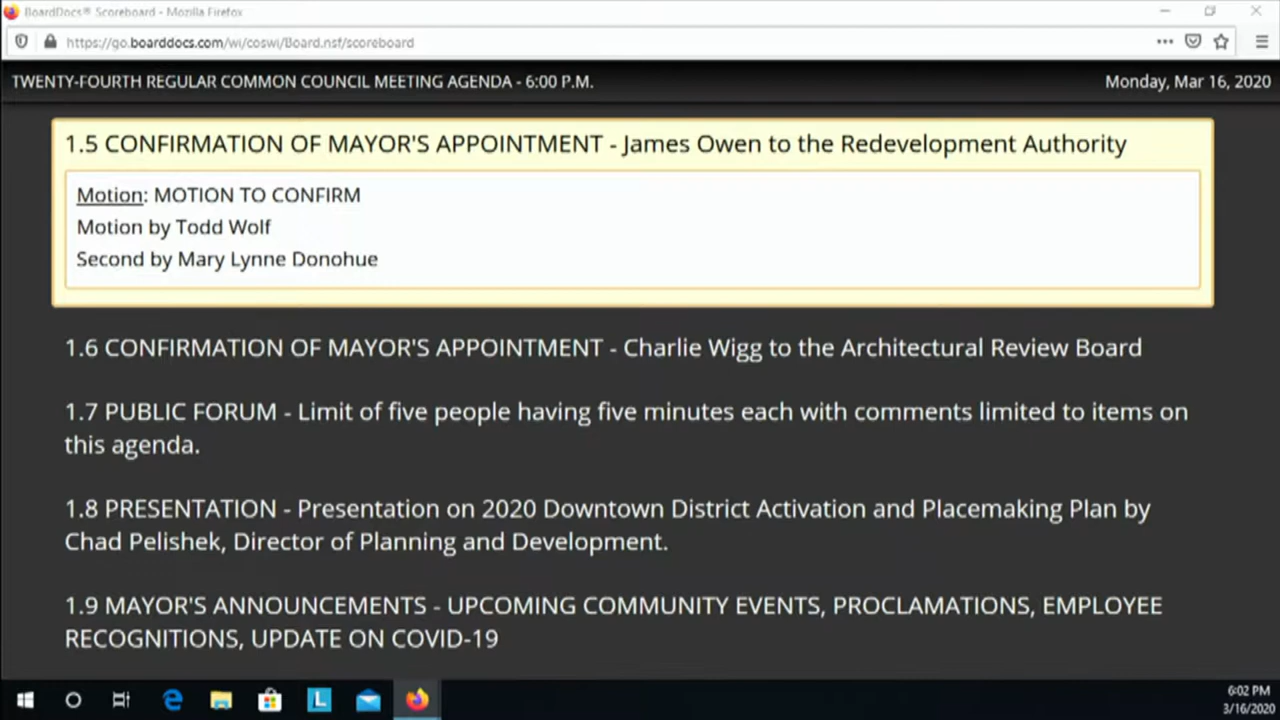 BoardDocs® Scoreboard - Mozilla Firefox
https://go.boarddocs.com/wi/coswi/Board.nsf/scoreboard
TWENTY-FOURTH REGULAR COMMON COUNCIL MEETING AGENDA - 6:00 P.M.
Monday, Mar 16, 2020
1.5 CONFIRMATION OF MAYOR'S APPOINTMENT - James Owen to the Redevelopment Authority
Motion: MOTION TO CONFIRM
Motion by Todd Wolf
Second by Mary Lynne Donohue
1.6 CONFIRMATION OF MAYOR'S APPOINTMENT - Charlie Wigg to the Architectural Review Board
1.7 PUBLIC FORUM - Limit of five people having five minutes each with comments limited to items on
this agenda.
1.8 PRESENTATION - Presentation on 2020 Downtown District Activation and Placemaking Plan by
Chad Pelishek, Director of Planning and Development.
1.9 MAYOR'S ANNOUNCEMENTS - UPCOMING COMMUNITY EVENTS, PROCLAMATIONS, EMPLOYEE
RECOGNITIONS, UPDATE ON COVID-19
L
6:02 PM
3/16/2020